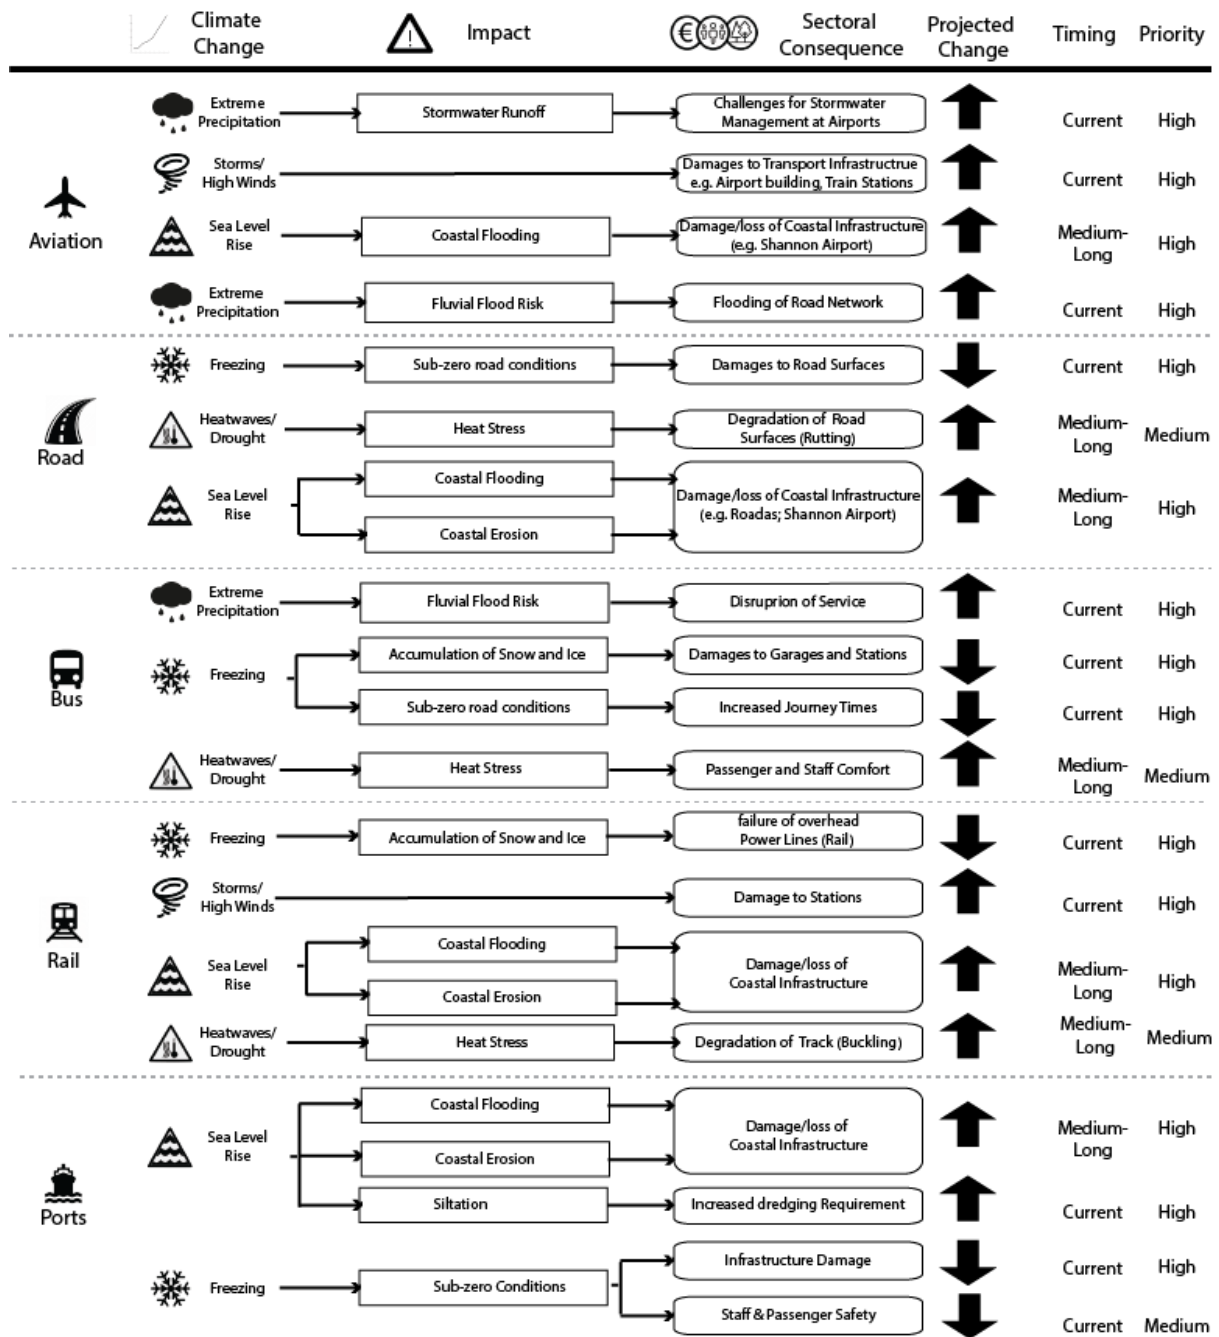 Climate
Change
Impact
Sectoral
Consequence
Projected
Change
Timing
Priority
Aviation
Extreme
Precipitation
Stormwater Runoff
Challenges for Stormwater
Management at Airports
Current
High
Storms/
High Winds
Damages to Transport Infrastructrue
e.g. Airport building, Train Stations
Current
High
Sea Level
Rise
Coastal Flooding
Damage/loss of Coastal Infrastructure
(e.g. Shannon Airport)
Medium-
Long
High
Extreme
Precipitation
Fluvial Flood Risk
Flooding of Road Network
Current
High
Road
Freezing
Sub-zero road conditions
Damages to Road Surfaces
Current
High
Heatwaves/
Drought
Heat Stress
Degradation of Road
Surfaces (Rutting)
Medium-
Long
Medium
Sea Level
Rise
Coastal Flooding
Coastal Erosion
Damage/loss of Coastal Infrastructure
(e.g. Roadas; Shannon Airport)
Medium-
Long
High
Bus
Extreme
Precipitation
Fluvial Flood Risk
Disruprion of Service
Current
High
Freezing
Accumulation of Snow and Ice
Damages to Garages and Stations
Current
High
Sub-zero road conditions
Increased Journey Times
Current
High
Heatwaves/
Drought
Heat Stress
Passenger and Staff Comfort
Medium-
Long
Medium
Rail
Freezing
Accumulation of Snow and Ice
failure of overhead
Power Lines (Rail)
Current
High
Storms/
High Winds
Damage to Stations
Current
High
Sea Level
Rise
Coastal Flooding
Coastal Erosion
Damage/loss of
Coastal Infrastructure
Medium-
Long
High
Heatwaves/
Drought
Heat Stress
Degradation of Track (Buckling)
Medium-
Long
Medium
Ports
Sea Level
Rise
Coastal Flooding
Coastal Erosion
Damage/loss of
Coastal Infrastructure
Medium-
Long
High
Siltation
Increased dredging Requirement
Current
High
Freezing
Sub-zero Conditions
Infrastructure Damage
Current
High
Staff & Passenger Safety
Current
Medium